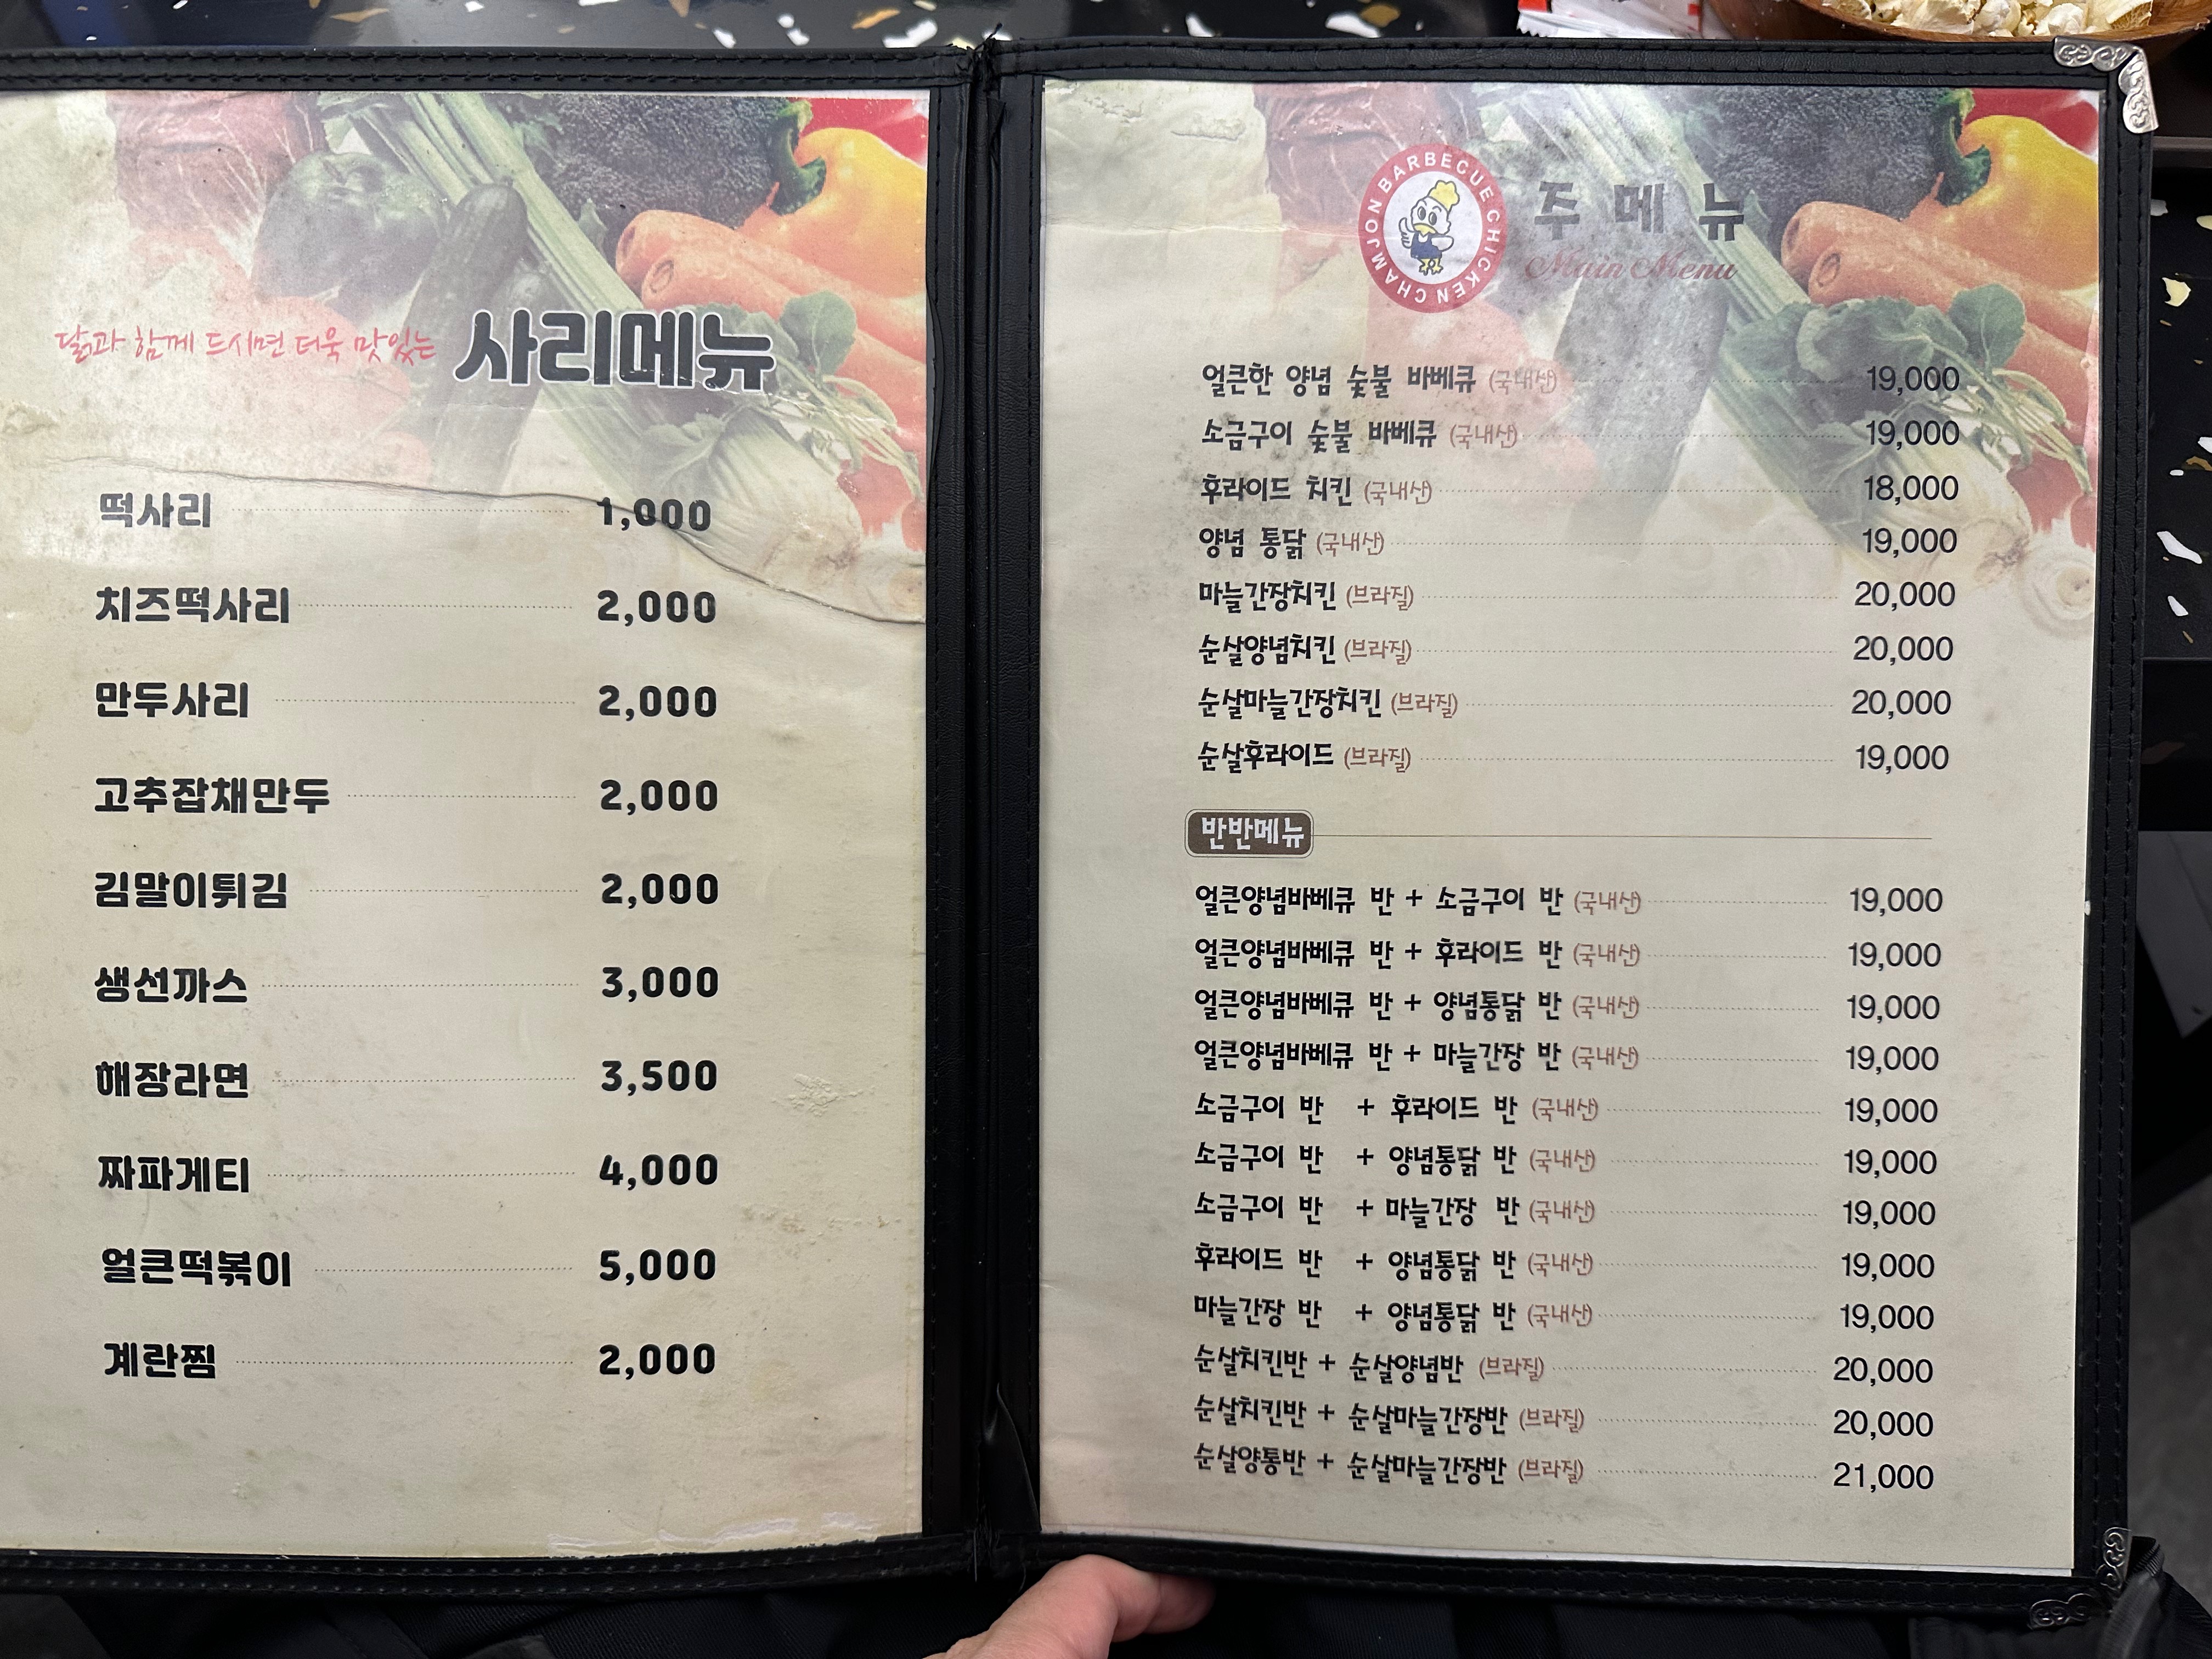 닭과 함께 드시면 더욱 맛있는 사리메뉴
떡사리 1,000
치즈떡사리 2,000
만두사리 2,000
고추잡채만두 2,000
김말이튀김 2,000
생선까스 3,000
해장라면 3,500
짜파게티 4,000
얼큰떡볶이 5,000
계란찜 2,000
CHAMJON BARBECUE CHICKEN
주메뉴
Main Menu
얼큰한 양념 숯불 바베큐 (국내산) 19,000
소금구이 숯불 바베큐 (국내산) 19,000
후라이드 치킨 (국내산) 18,000
양념 통닭 (국내산) 19,000
마늘간장치킨 (브라질) 20,000
순살양념치킨 (브라질) 20,000
순살마늘간장치킨 (브라질) 20,000
순살후라이드 (브라질) 19,000
반반메뉴
얼큰양념바베큐 반 + 소금구이 반 (국내산) 19,000
얼큰양념바베큐 반 + 후라이드 반 (국내산) 19,000
얼큰양념바베큐 반 + 양념통닭 반 (국내산) 19,000
얼큰양념바베큐 반 + 마늘간장 반 (국내산) 19,000
소금구이 반 + 후라이드 반 (국내산) 19,000
소금구이 반 + 양념통닭 반 (국내산) 19,000
소금구이 반 + 마늘간장 반 (국내산) 19,000
후라이드 반 + 양념통닭 반 (국내산) 19,000
마늘간장 반 + 양념통닭 반 (국내산) 19,000
순살치킨반 + 순살양념반 (브라질) 20,000
순살치킨반 + 순살마늘간장반 (브라질) 20,000
순살양통반 + 순살마늘간장반 (브라질) 21,000